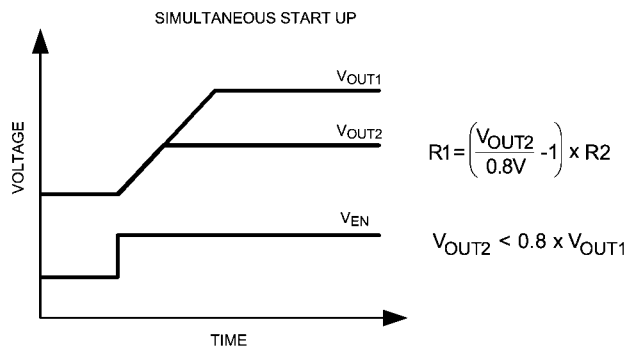 SIMULTANEOUS START UP
VOLTAGE
VOUT1
VOUT2
VEN
TIME
R1=(VOUT2/0.8V -1) x R2
VOUT2 < 0.8 x VOUT1